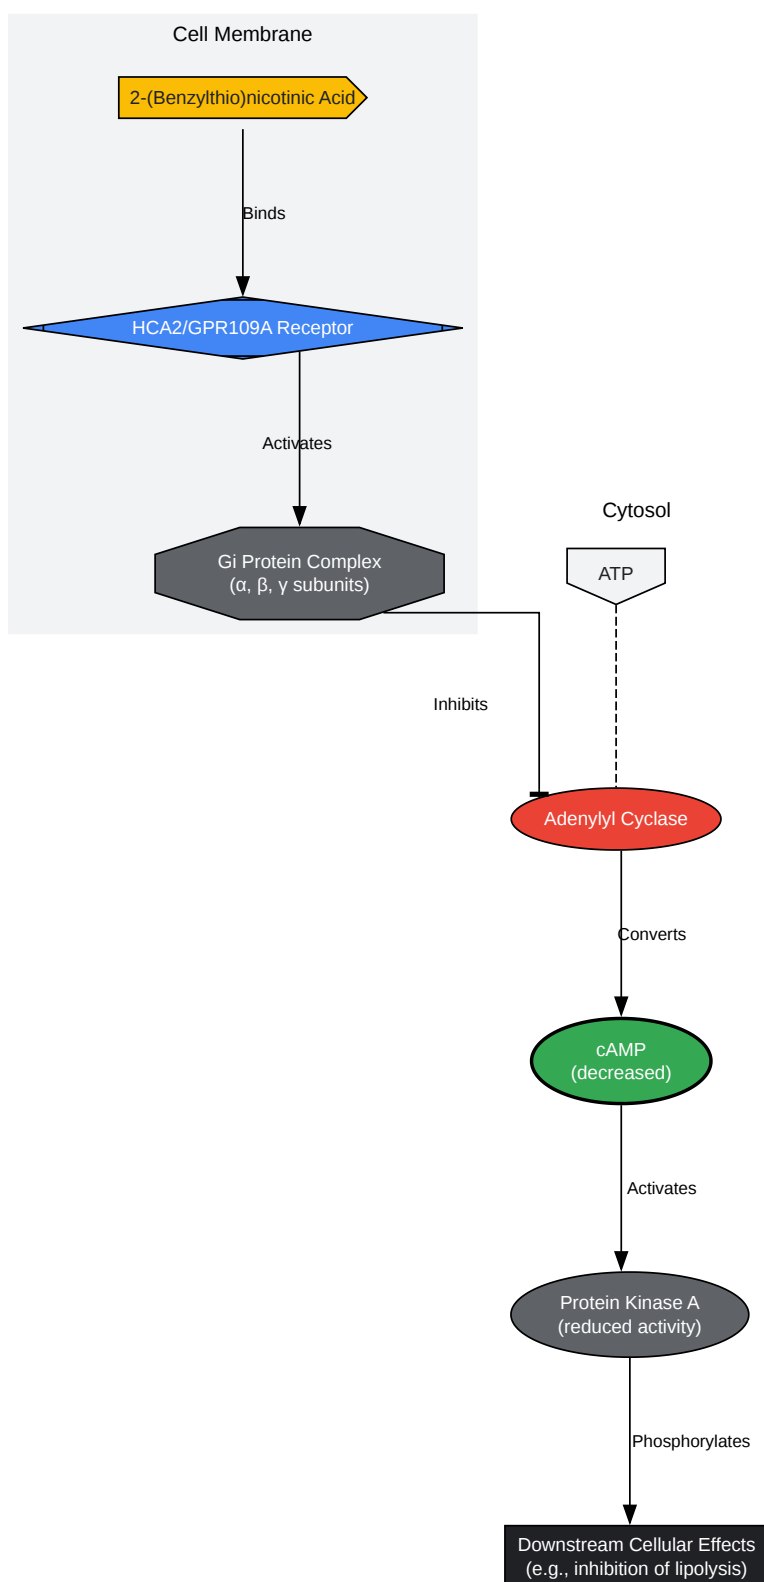 Cell Membrane
2-(Benzylthio)nicotinic Acid
Binds
HCA2/GPR109A Receptor
Activates
Cytosol
Gi Protein Complex
(α, β, γ subunits)
ATP
Inhibits
Adenylyl Cyclase
Converts
cAMP
(decreased)
Activates
Protein Kinase A
(reduced activity)
Phosphorylates
Downstream Cellular Effects
(e.g., inhibition of lipolysis)